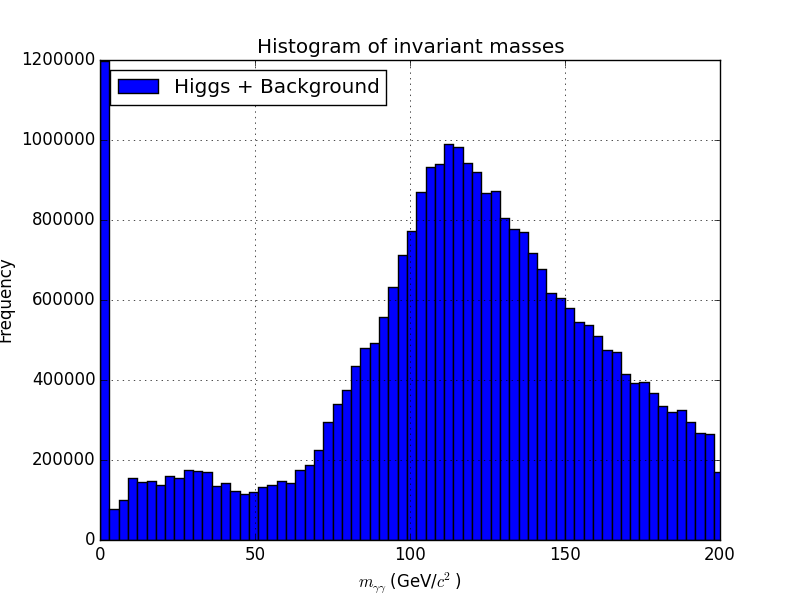 Histogram of invariant masses
Higgs + Background
1200000
1000000
800000
600000
400000
200000
0
Frequency
0 50 100 150 200
m_γγ (GeV/c² )